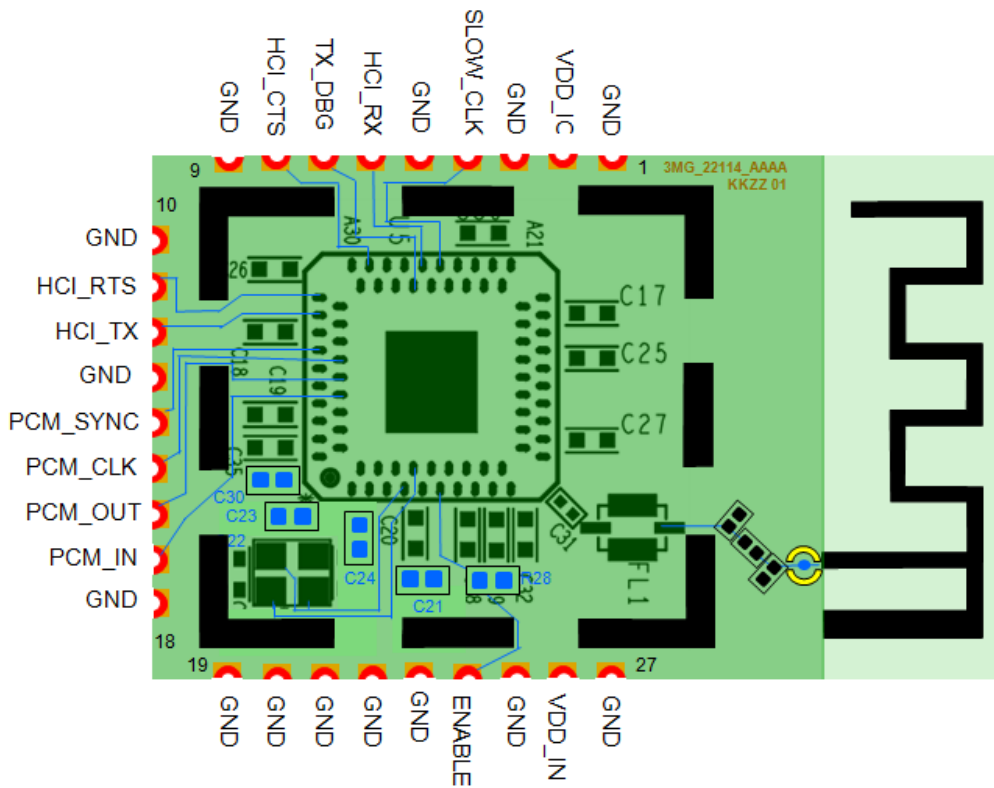 GND
HCI_CTS
TX_DBG
HCI_RX
GND
SLOW_CLK
GND
VDD_IC
GND
9
1
3MG_22114_AAAA
KKZZ 01
10
GND
HCI_RTS
HCI_TX
GND
PCM_SYNC
PCM_CLK
PCM_OUT
PCM_IN
GND
18
A30
A21
26
C17
C18
C19
C25
C27
C30
C23
22
C24
C20
C21
R28
C31
FL1
19
27
GND
GND
GND
GND
GND
ENABLE
GND
VDD_IN
GND